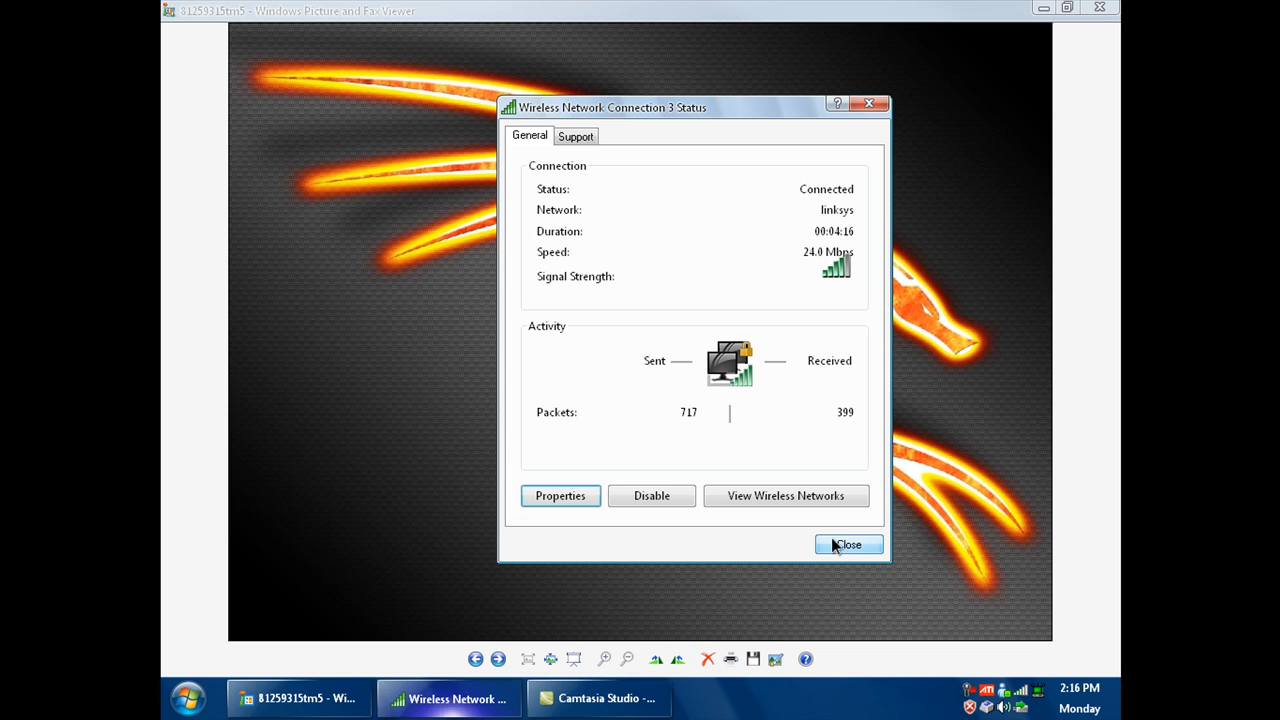 81259315tm5 - Windows Picture and Fax Viewer
Wireless Network Connection 3 Status
?
General
Support
Connection
Status: Connected
Network: linksys
Duration: 00:04:16
Speed: 24.0 Mbps
Signal Strength:
Activity
Sent — — Received
Packets: 717 | 399
Properties
Disable
View Wireless Networks
Close
81259315tm5 - Wi...
Wireless Network ...
Camtasia Studio - ...
ATI
2:16 PM
Monday